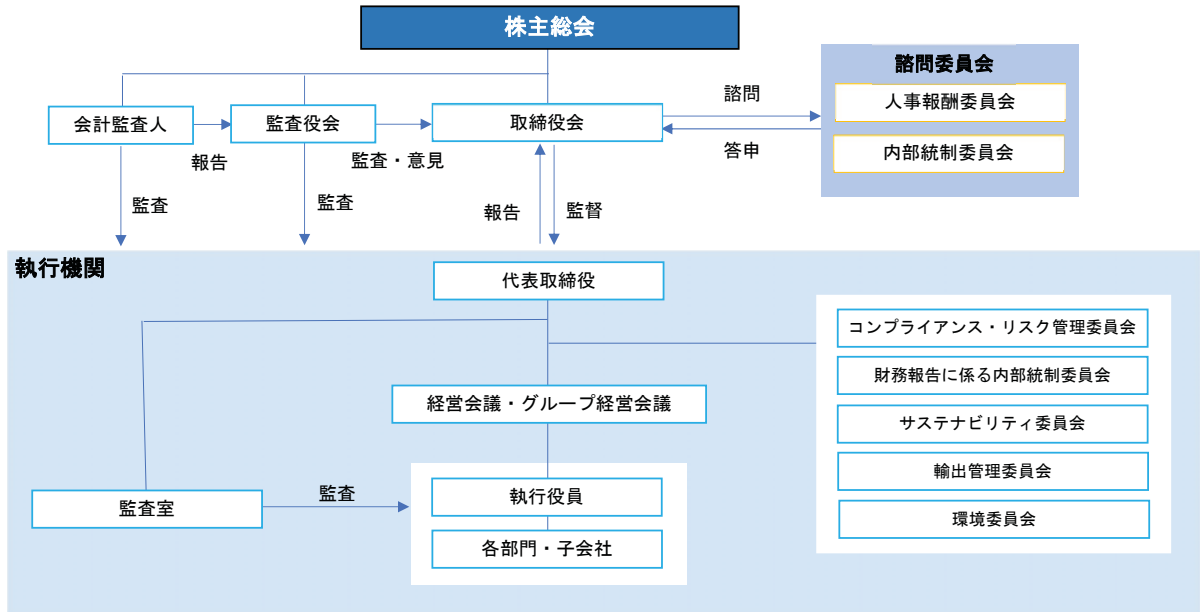 株主総会
諮問委員会
人事報酬委員会
内部統制委員会
諮問
答申
会計監査人
監査役会
取締役会
報告
監査・意見
監査
監査
報告
監督
執行機関
代表取締役
コンプライアンス・リスク管理委員会
財務報告に係る内部統制委員会
サステナビリティ委員会
輸出管理委員会
環境委員会
経営会議・グループ経営会議
監査室
監査
執行役員
各部門・子会社